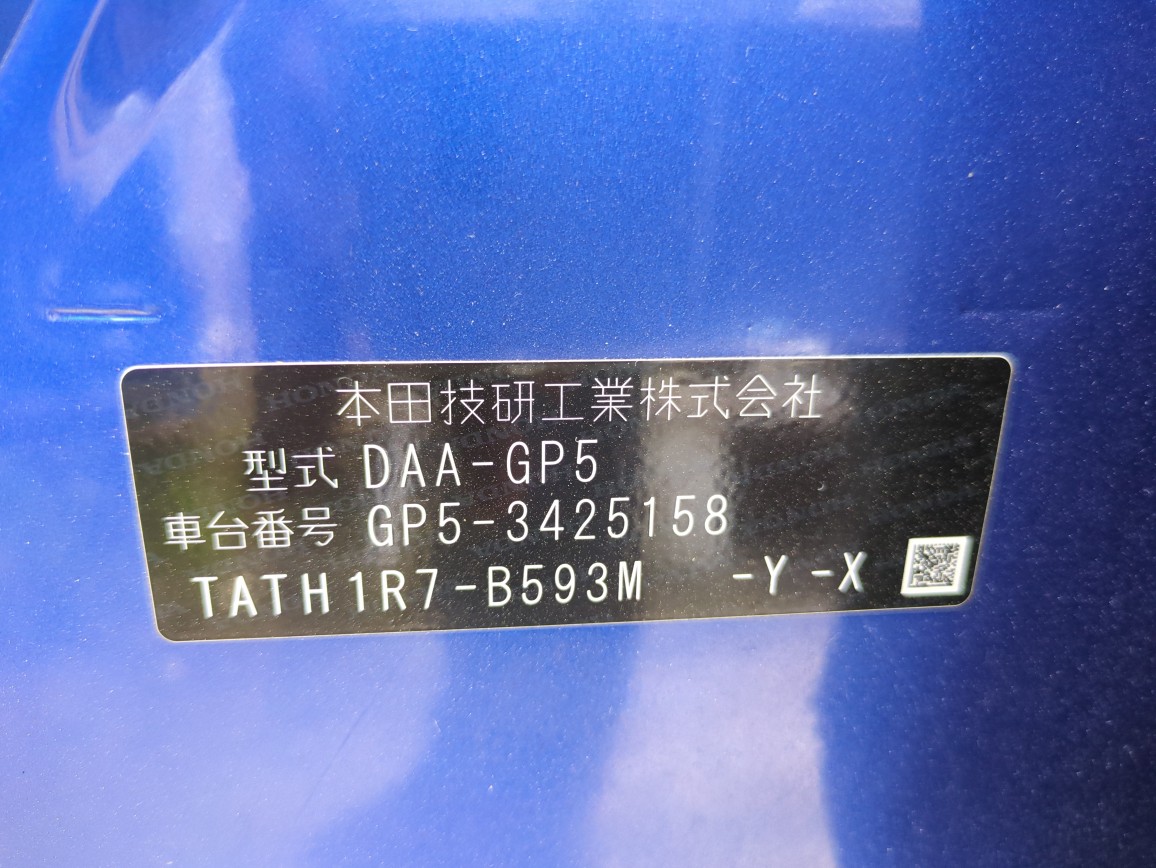 本田技研工業株式会社
型式 DAA-GP5
車台番号 GP5-3425158
TATH1R7-B593M -Y -X